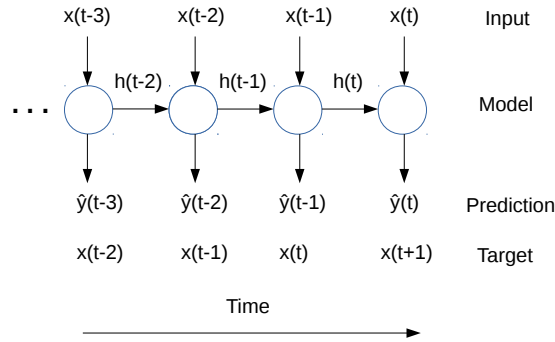 x(t-3) x(t-2) x(t-1) x(t) Input
h(t-2) h(t-1) h(t)
... Model
ŷ(t-3) ŷ(t-2) ŷ(t-1) ŷ(t) Prediction
x(t-2) x(t-1) x(t) x(t+1) Target
Time